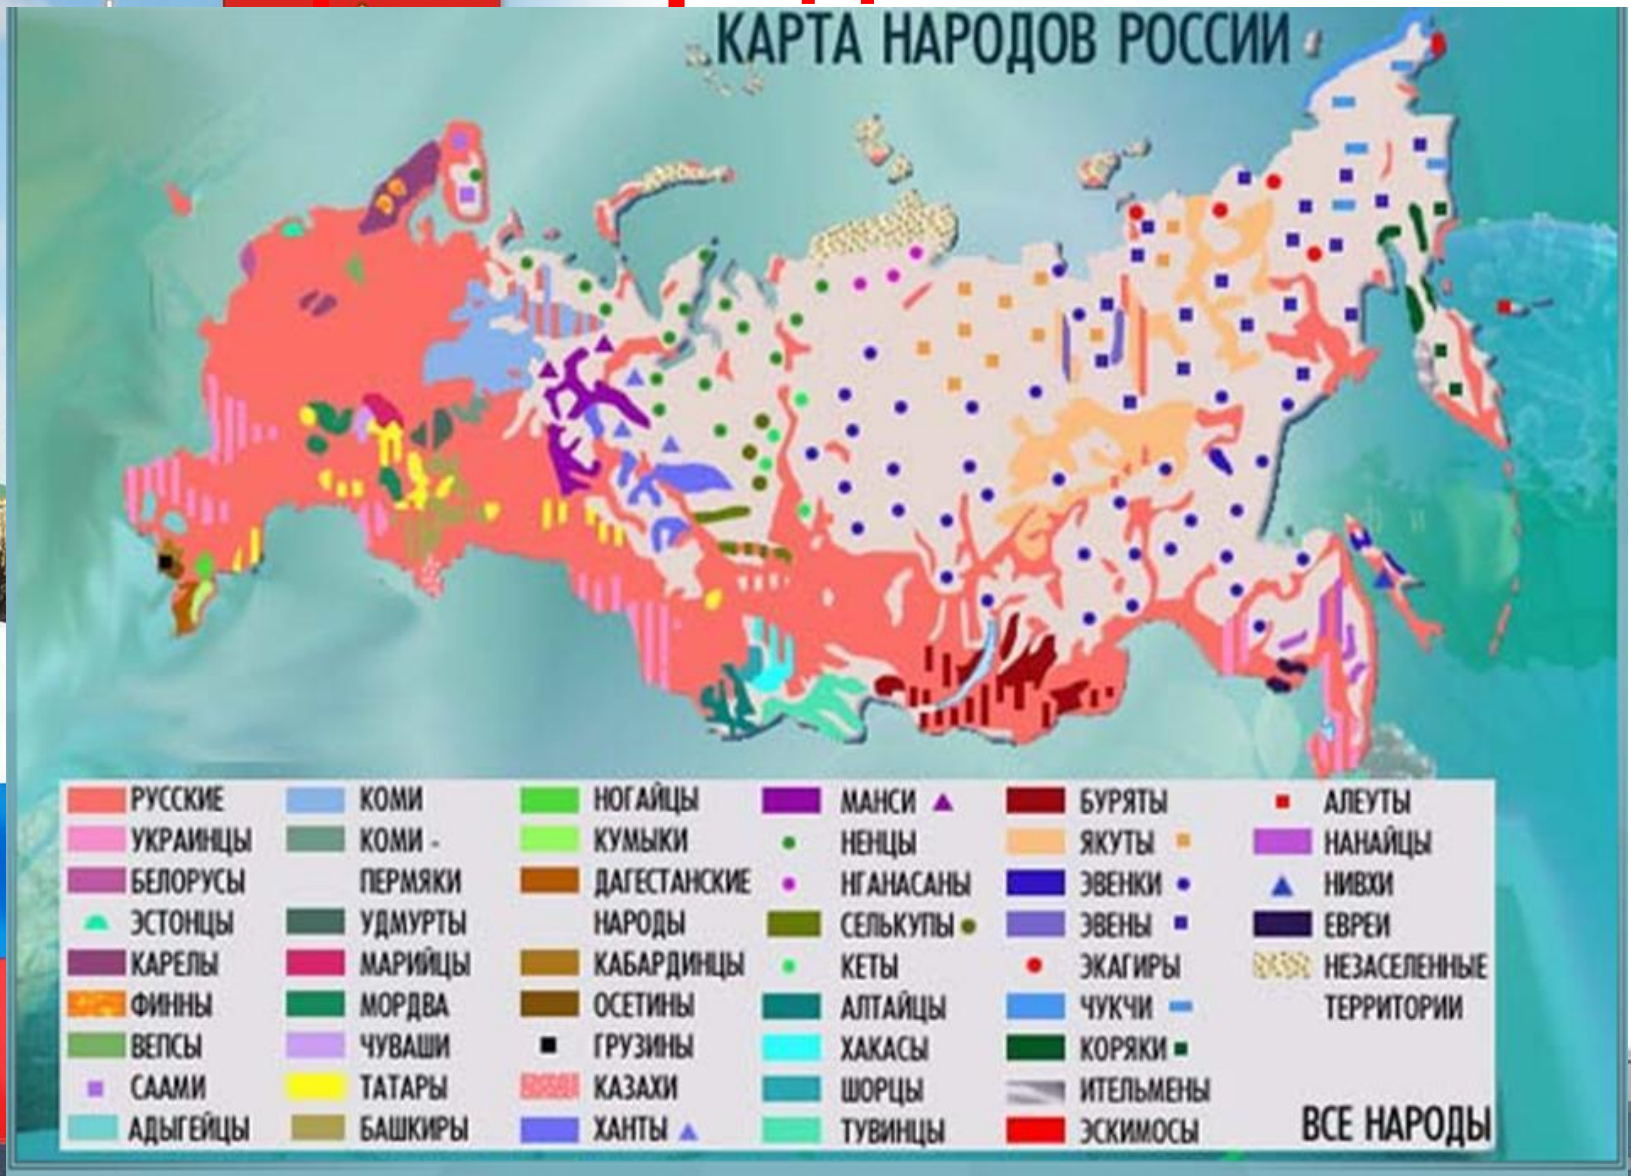 КАРТА НАРОДОВ РОССИИ
РУССКИЕ
УКРАИНЦЫ
БЕЛОРУСЫ
ЭСТОНЦЫ
КАРЕЛЫ
ФИННЫ
ВЕПСЫ
СААМИ
АДЫГЕЙЦЫ
КОМИ
КОМИ -
ПЕРМЯКИ
УДМУРТЫ
МАРИЙЦЫ
МОРДВА
ЧУВАШИ
ТАТАРЫ
БАШКИРЫ
НОГАЙЦЫ
КУМЫКИ
ДАГЕСТАНСКИЕ
НАРОДЫ
КАБАРДИНЦЫ
ОСЕТИНЫ
ГРУЗИНЫ
КАЗАХИ
ХАНТЫ
МАНСИ
НЕНЦЫ
НГАНАСАНЫ
СЕЛЬКУПЫ
КЕТЫ
АЛТАЙЦЫ
ХАКАСЫ
ШОРЦЫ
ТУВИНЦЫ
БУРЯТЫ
ЯКУТЫ
ЭВЕНКИ
ЭВЕНЫ
ЭКАГИРЫ
ЧУКЧИ
КОРЯКИ
ИТЕЛЬМЕНЫ
ЭСКИМОСЫ
АЛЕУТЫ
НАНАЙЦЫ
НИВХИ
ЕВРЕИ
НЕЗАСЕЛЕННЫЕ
ТЕРРИТОРИИ
ВСЕ НАРОДЫ